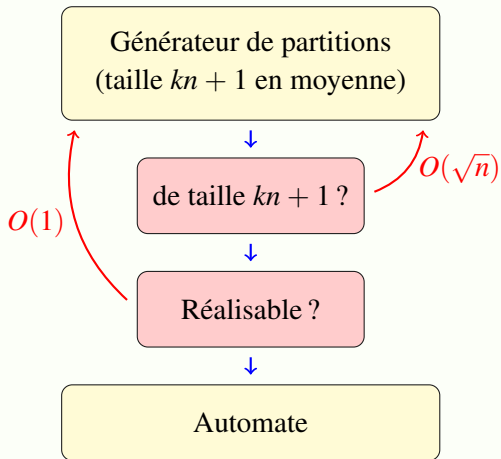 Générateur de partitions
(taille kn + 1 en moyenne)
O(√n)
de taille kn + 1 ?
O(1)
Réalisable ?
Automate